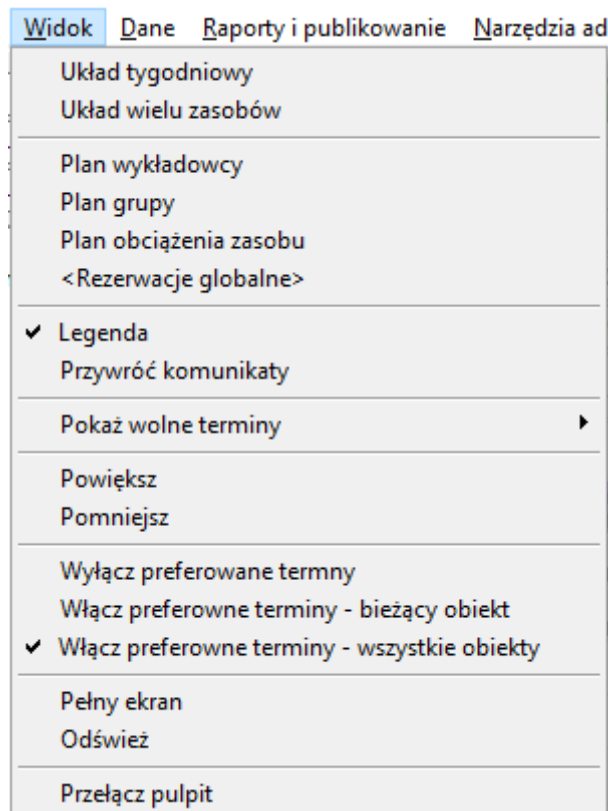 Widok Dane Raporty i publikowanie Narzędzia ad
Układ tygodniowy
Układ wielu zasobów
Plan wykładowcy
Plan grupy
Plan obciążenia zasobu
<Rezerwacje globalne>
Legenda
Przywróć komunikaty
Pokaż wolne terminy
Powiększ
Pomniejsz
Wyłącz preferowane termny
Włącz preferowne terminy - bieżący obiekt
Włącz preferowne terminy - wszystkie obiekty
Pełny ekran
Odśwież
Przełącz pulpit